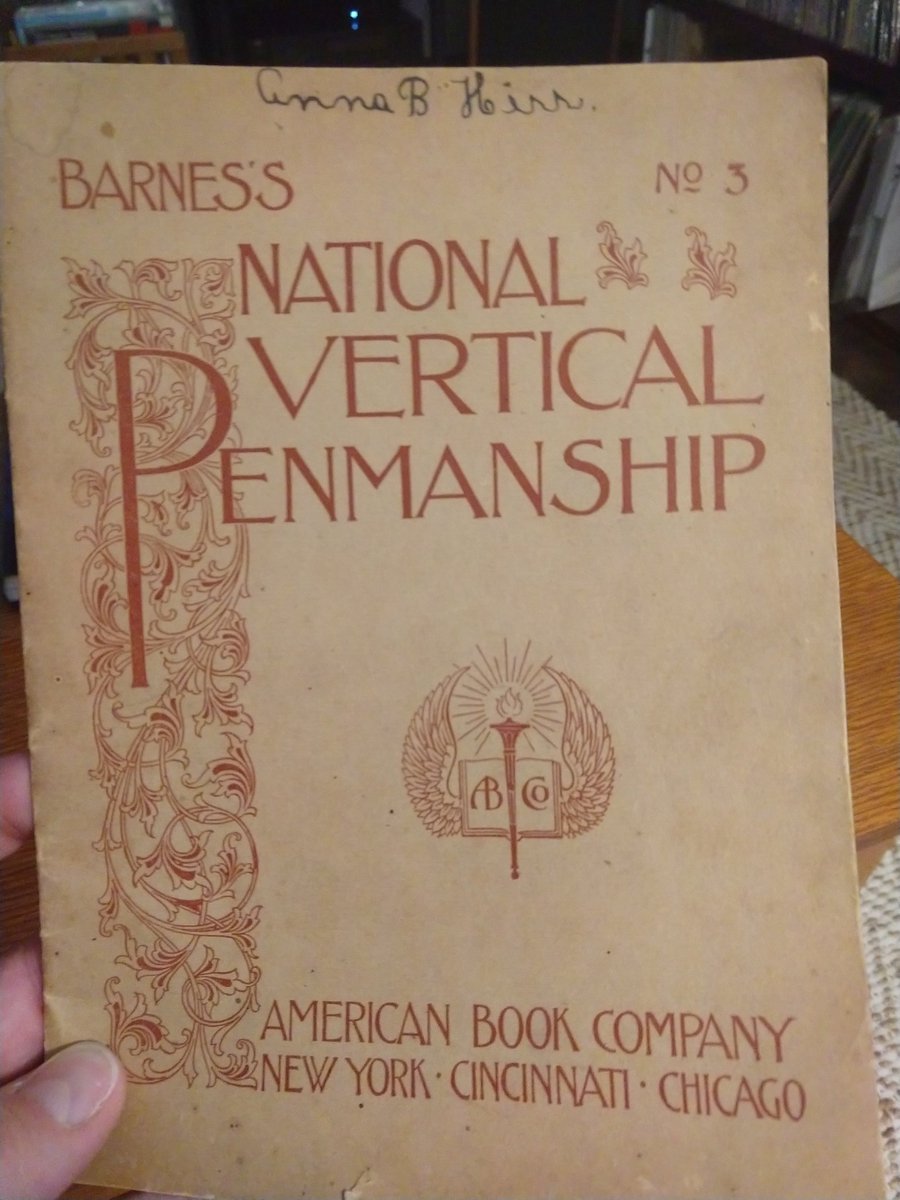 Anna B Hirr.
BARNES'S Nº 3
NATIONAL
VERTICAL
PENMANSHIP
AB Co
AMERICAN BOOK COMPANY
NEW YORK · CINCINNATI · CHICAGO